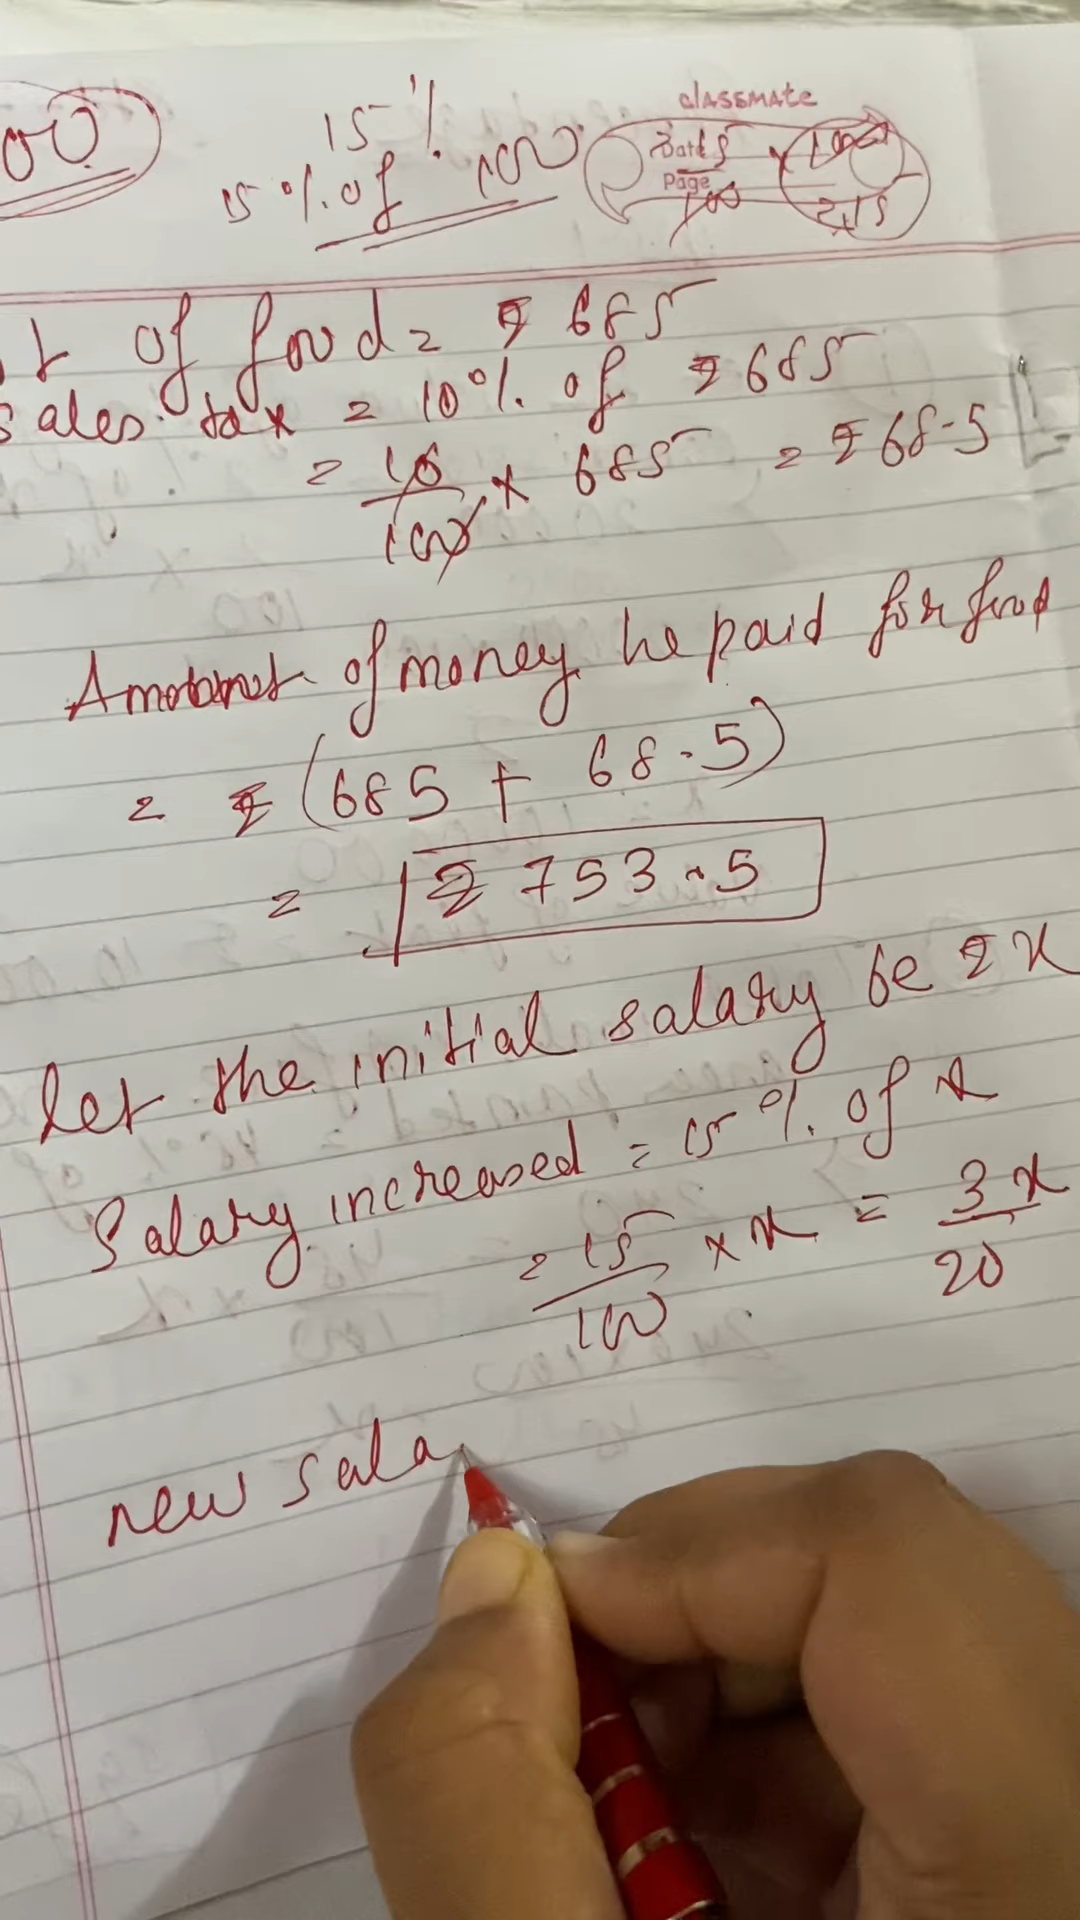 00
15%
15% of 100
classmate
Date
Page
100
of food = ₹ 685
sales tax = 10% of ₹ 685
= 10/100 × 685 = ₹ 68.5
Amount of money he paid for food
= ₹ (685 + 68.5)
= ₹ 753.5
let the initial salary be ₹ x
Salary increased = 15% of x
= 15/100 × x = 3x/20
new sala